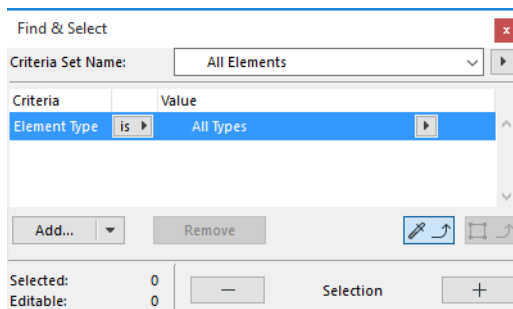 Find & Select
x
Criteria Set Name: All Elements
Criteria Value
Element Type is All Types
Add... Remove
Selected: 0
Editable: 0
— Selection +